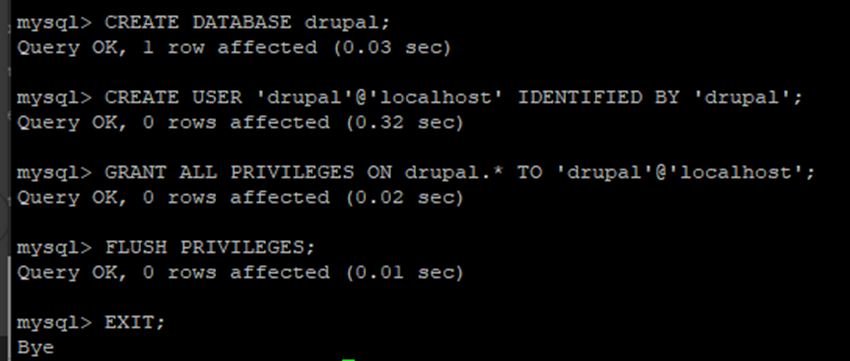 mysql> CREATE DATABASE drupal;
Query OK, 1 row affected (0.03 sec)
mysql> CREATE USER 'drupal'@'localhost' IDENTIFIED BY 'drupal';
Query OK, 0 rows affected (0.32 sec)
mysql> GRANT ALL PRIVILEGES ON drupal.* TO 'drupal'@'localhost';
Query OK, 0 rows affected (0.02 sec)
mysql> FLUSH PRIVILEGES;
Query OK, 0 rows affected (0.01 sec)
mysql> EXIT;
Bye